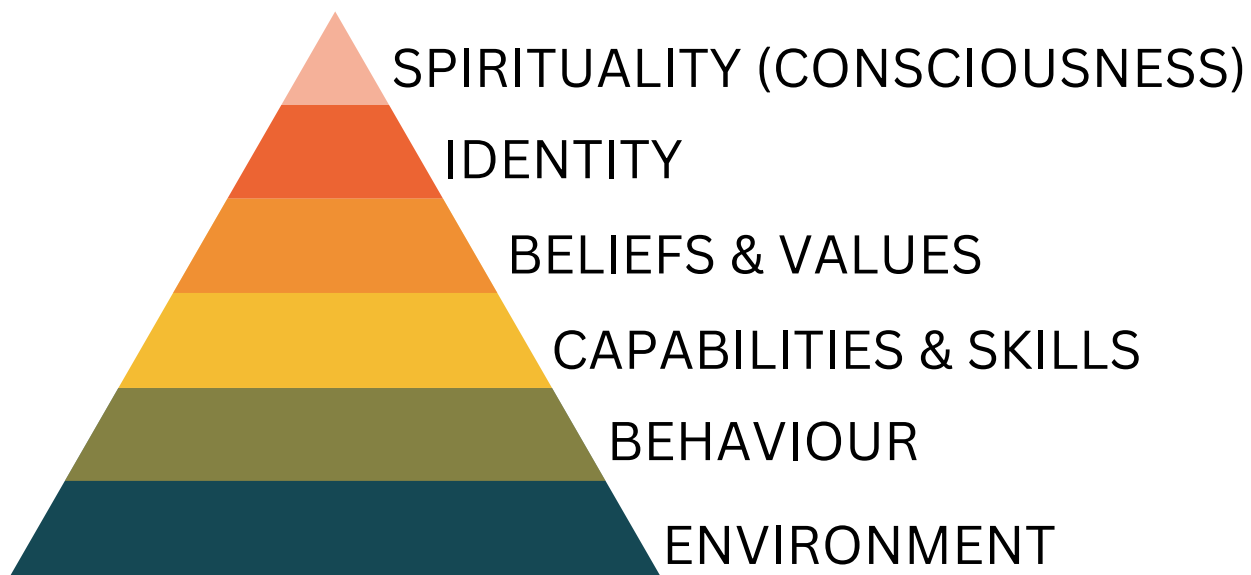 SPIRITUALITY (CONSCIOUSNESS)
IDENTITY
BELIEFS & VALUES
CAPABILITIES & SKILLS
BEHAVIOUR
ENVIRONMENT